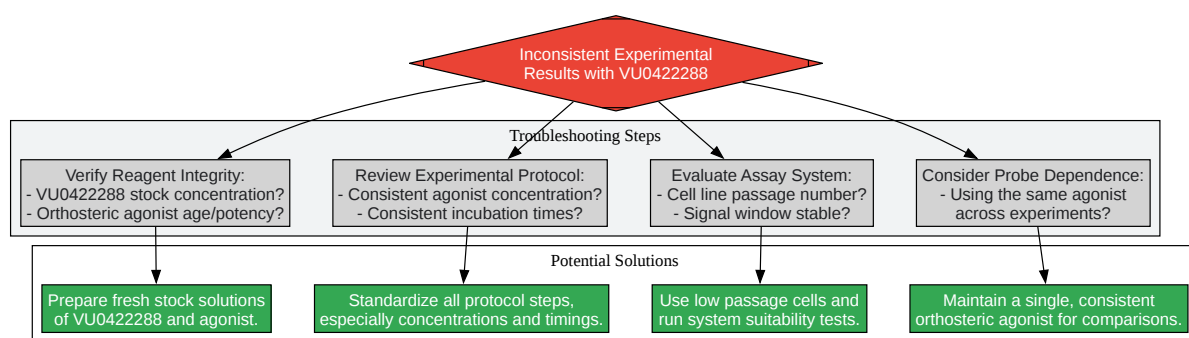 Inconsistent Experimental
Results with VU0422288
Troubleshooting Steps
Verify Reagent Integrity:
- VU0422288 stock concentration?
- Orthosteric agonist age/potency?
Review Experimental Protocol:
- Consistent agonist concentration?
- Consistent incubation times?
Evaluate Assay System:
- Cell line passage number?
- Signal window stable?
Consider Probe Dependence:
- Using the same agonist
across experiments?
Potential Solutions
Prepare fresh stock solutions
of VU0422288 and agonist.
Standardize all protocol steps,
especially concentrations and timings.
Use low passage cells and
run system suitability tests.
Maintain a single, consistent
orthosteric agonist for comparisons.